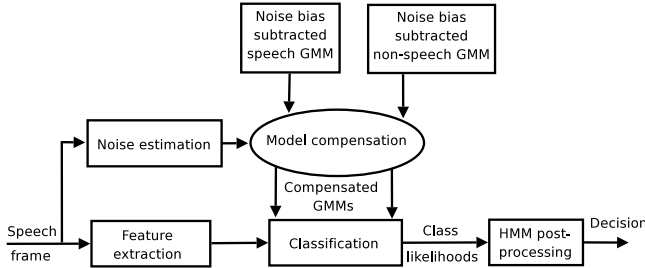 Noise bias
subtracted
speech GMM
Noise bias
subtracted
non-speech GMM
Noise estimation
Model compensation
Compensated
GMMs
Speech
frame
Feature
extraction
Classification
Class
likelihoods
HMM post-
processing
Decision